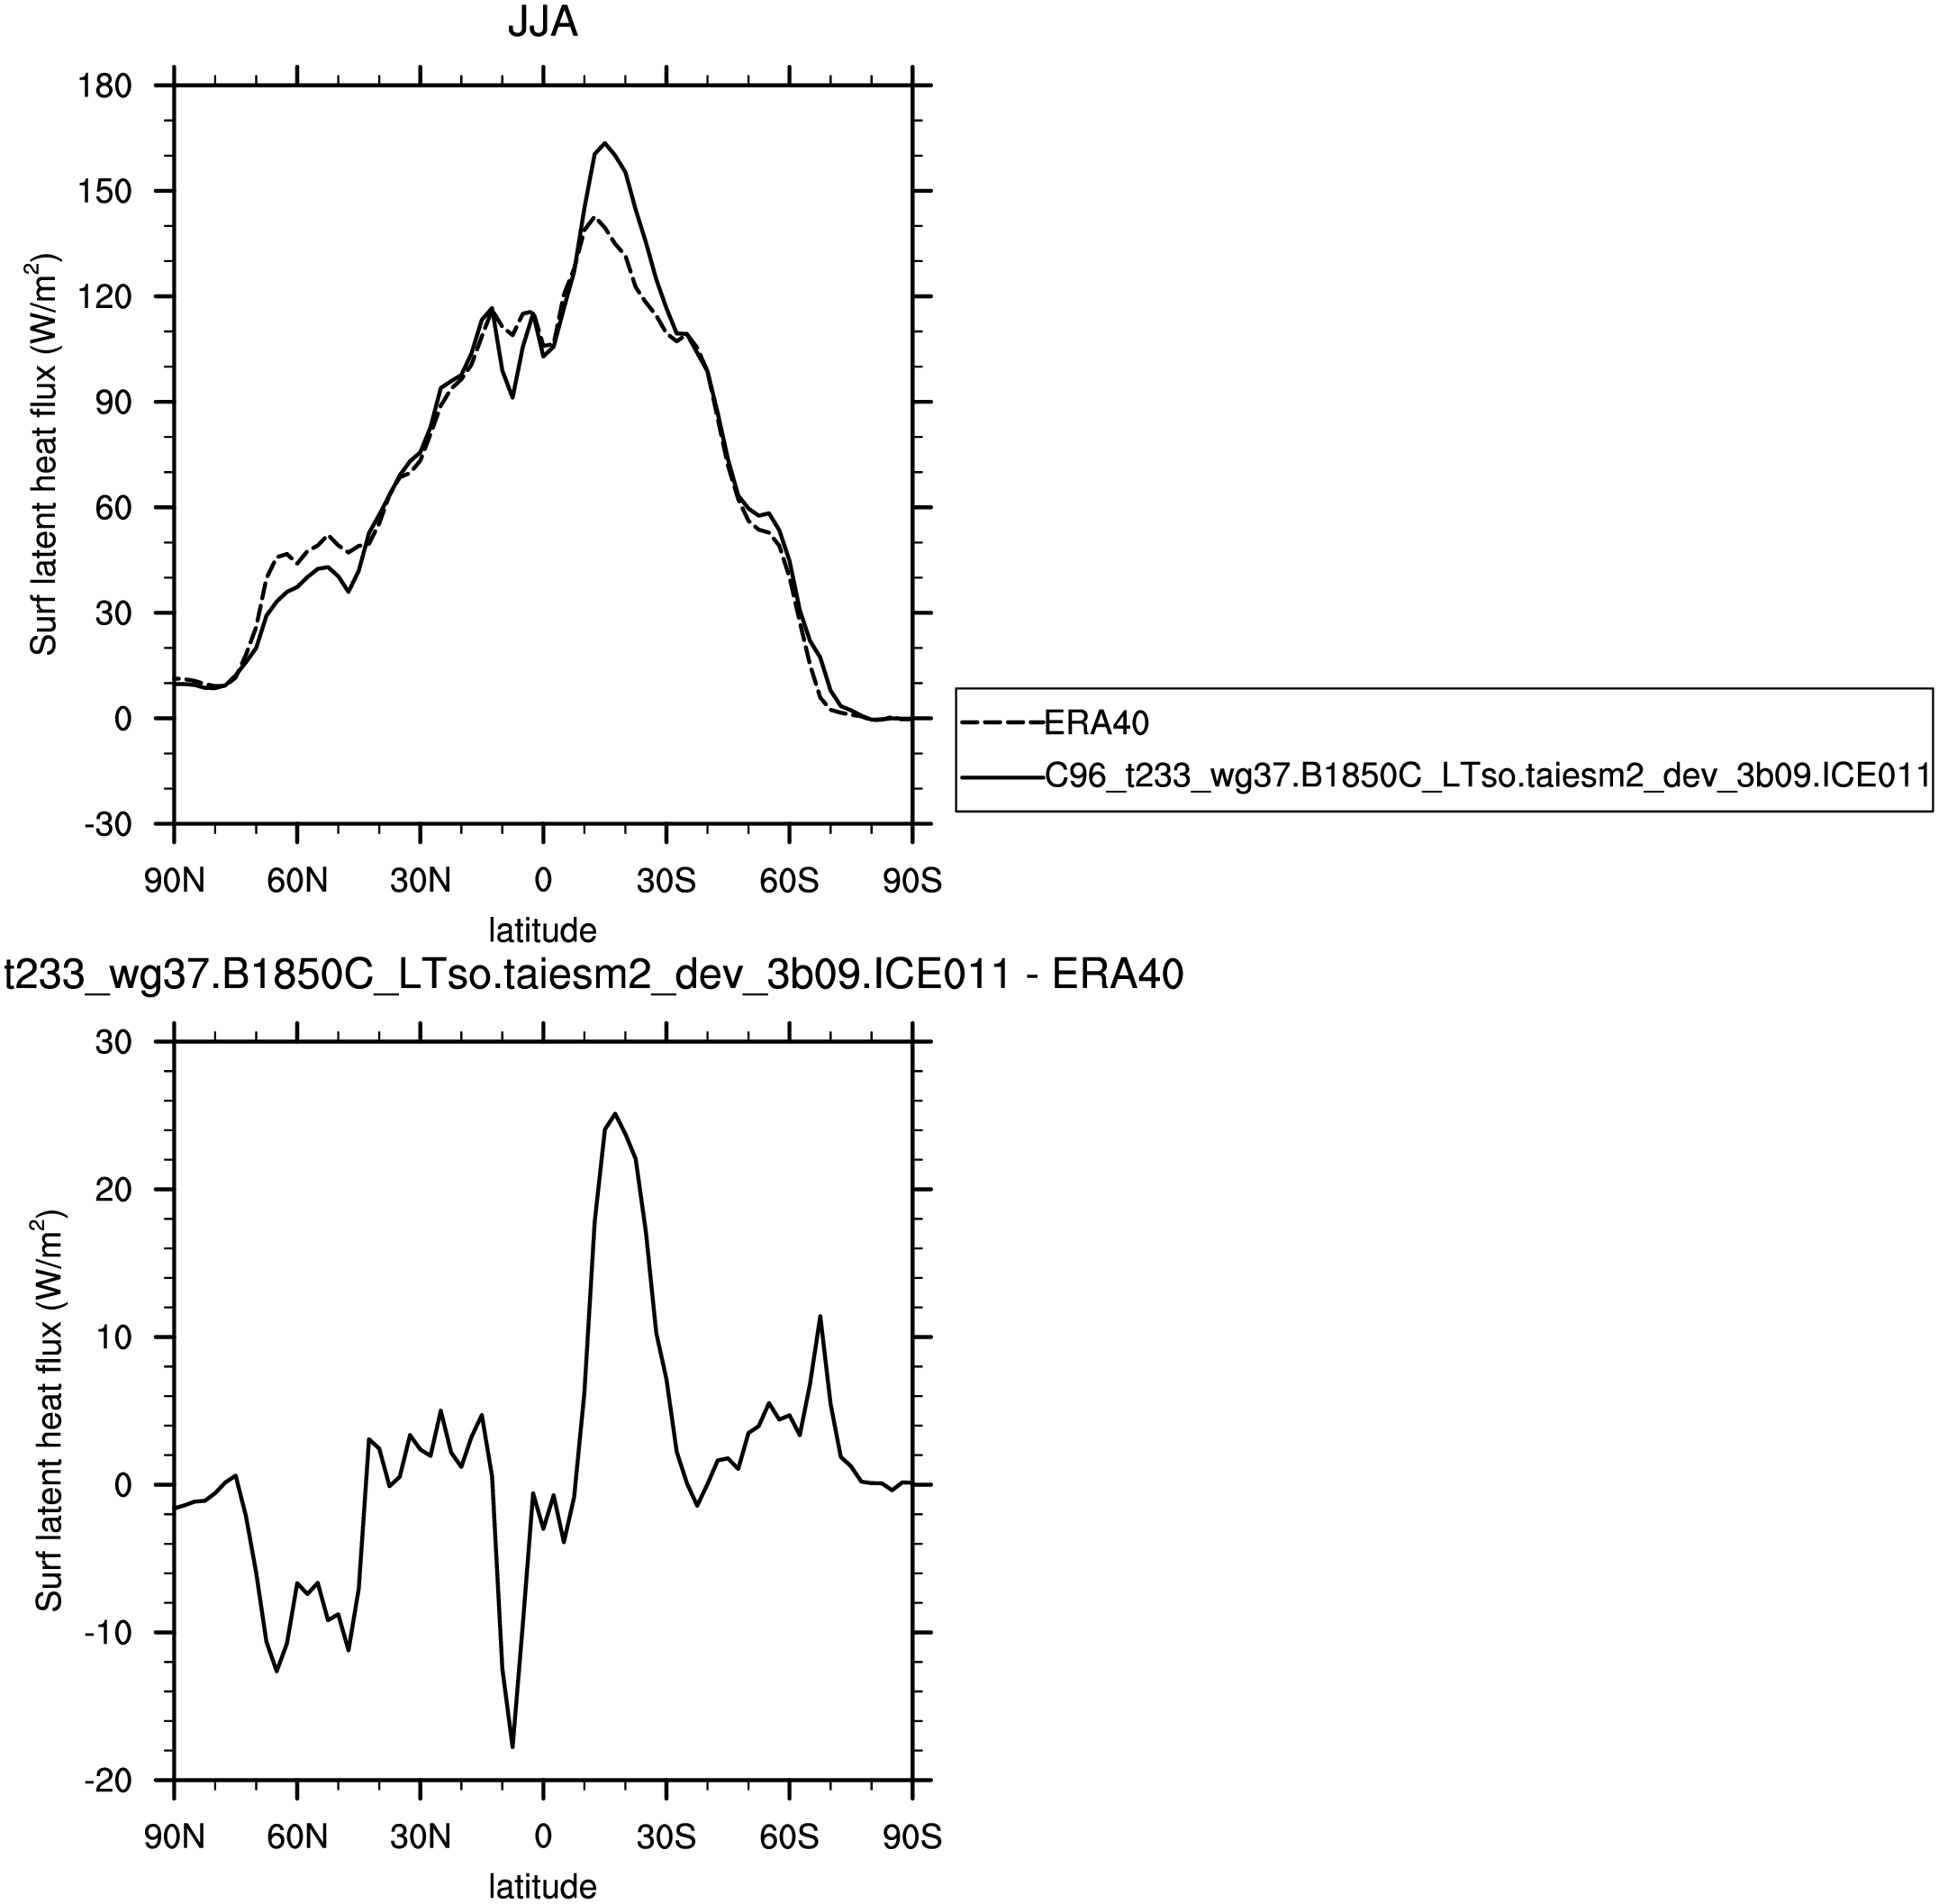 JJA
180
150
120
90
60
30
0
-30
Surf latent heat flux (W/m²)
90N 60N 30N 0 30S 60S 90S
latitude
ERA40
C96_t233_wg37.B1850C_LTso.taiesm2_dev_3b09.ICE011
t233_wg37.B1850C_LTso.taiesm2_dev_3b09.ICE011 - ERA40
30
20
10
0
-10
-20
Surf latent heat flux (W/m²)
90N 60N 30N 0 30S 60S 90S
latitude